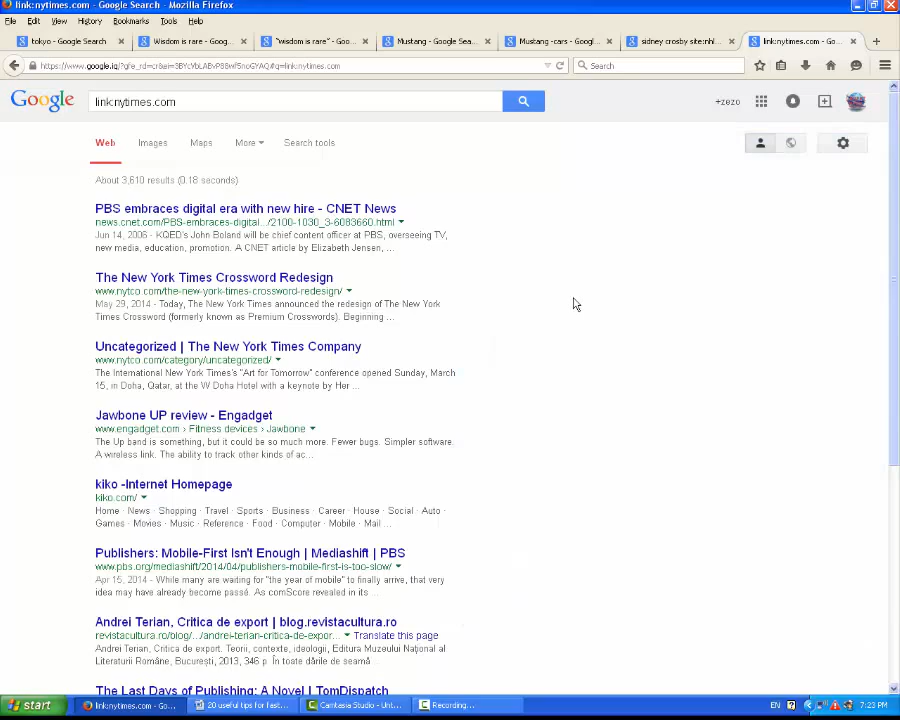 link:nytimes.com - Google Search - Mozilla Firefox
File Edit View History Bookmarks Tools Help
tokyo - Google Search
Wisdom is rare - Goog...
"wisdom is rare" - Goo...
Mustang - Google Sea...
Mustang -cars - Googl...
sidney crosby site:nhl...
link:nytimes.com - Go...
Search
Google
link:nytimes.com
+zezo
Web Images Maps More Search tools
About 3,610 results (0.18 seconds)
PBS embraces digital era with new hire - CNET News
news.cnet.com/PBS-embraces-digital.../2100-1030_3-6083660.html
Jun 14, 2006 - KQED's John Boland will be chief content officer at PBS, overseeing TV,
new media, education, promotion. A CNET article by Elizabeth Jensen, ...
The New York Times Crossword Redesign
www.nytco.com/the-new-york-times-crossword-redesign/
May 29, 2014 - Today, The New York Times announced the redesign of The New York
Times Crossword (formerly known as Premium Crosswords). Beginning ...
Uncategorized | The New York Times Company
www.nytco.com/category/uncategorized/
The International New York Times's "Art for Tomorrow" conference opened Sunday, March
15, in Doha, Qatar, at the W Doha Hotel with a keynote by Her ...
Jawbone UP review - Engadget
www.engadget.com › Fitness devices › Jawbone
The Up band is something, but it could be so much more. Fewer bugs. Simpler software.
A wireless link. The ability to track other kinds of ac...
kiko -Internet Homepage
kiko.com/
Home · News · Shopping · Travel · Sports · Business · Career · House · Social · Auto ·
Games · Movies · Music · Reference · Food · Computer · Mobile · Mail ...
Publishers: Mobile-First Isn't Enough | Mediashift | PBS
www.pbs.org/mediashift/2014/04/publishers-mobile-first-is-too-slow/
Apr 15, 2014 - While many are waiting for "the year of mobile" to finally arrive, that very
idea may have already become passé. As comScore revealed in its ...
Andrei Terian, Critica de export | blog.revistacultura.ro
revistacultura.ro/blog/.../andrei-terian-critica-de-expor... Translate this page
Andrei Terian, Critica de export. Teorii, contexte, ideologii, Editura Muzeului Național al
Literaturii Române, București, 2013, 346 p. În toate dările de seamă ...
The Last Days of Publishing: A Novel | TomDispatch
start
link:nytimes.com - Go...
20 useful tips for fast...
Camtasia Studio - Unt...
Recording...
EN
7:23 PM